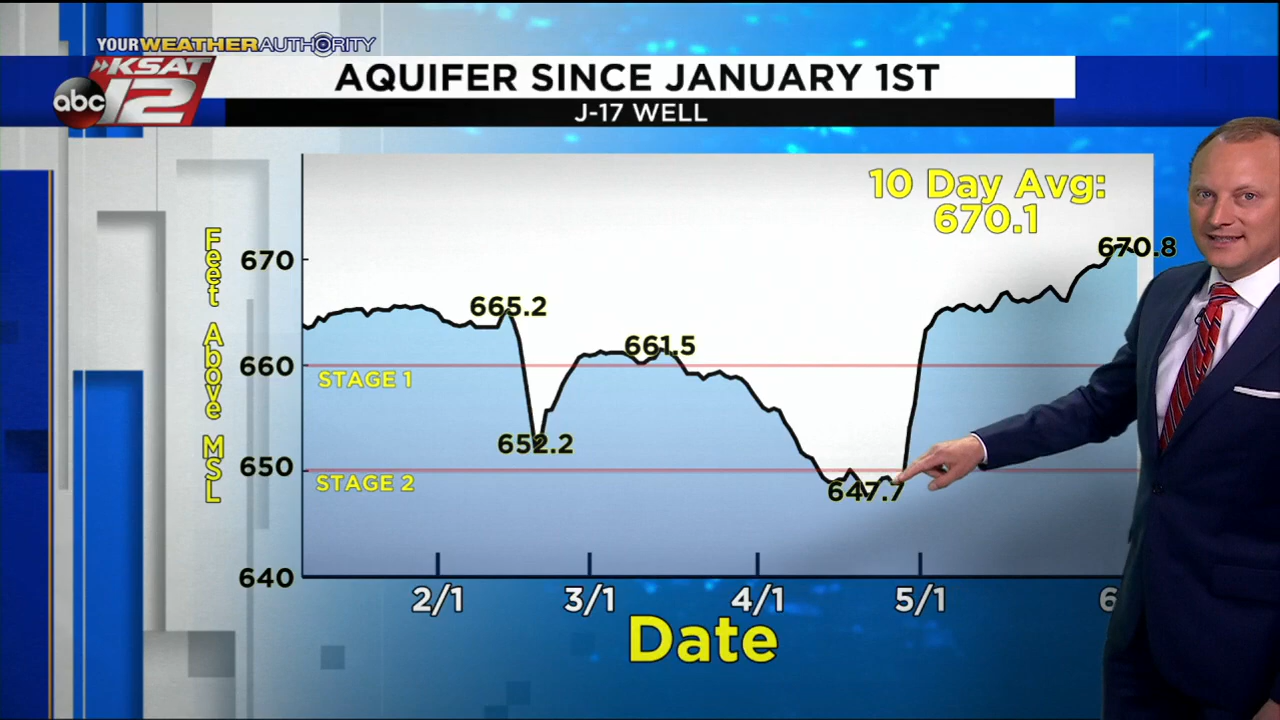 YOURWEATHERAUTHORITY
KSAT
abc 12
AQUIFER SINCE JANUARY 1ST
J-17 WELL
10 Day Avg:
670.1
Feet Above MSL
670
660
650
640
665.2
652.2
661.5
647.7
670.8
STAGE 1
STAGE 2
2/1
3/1
4/1
5/1
6
Date